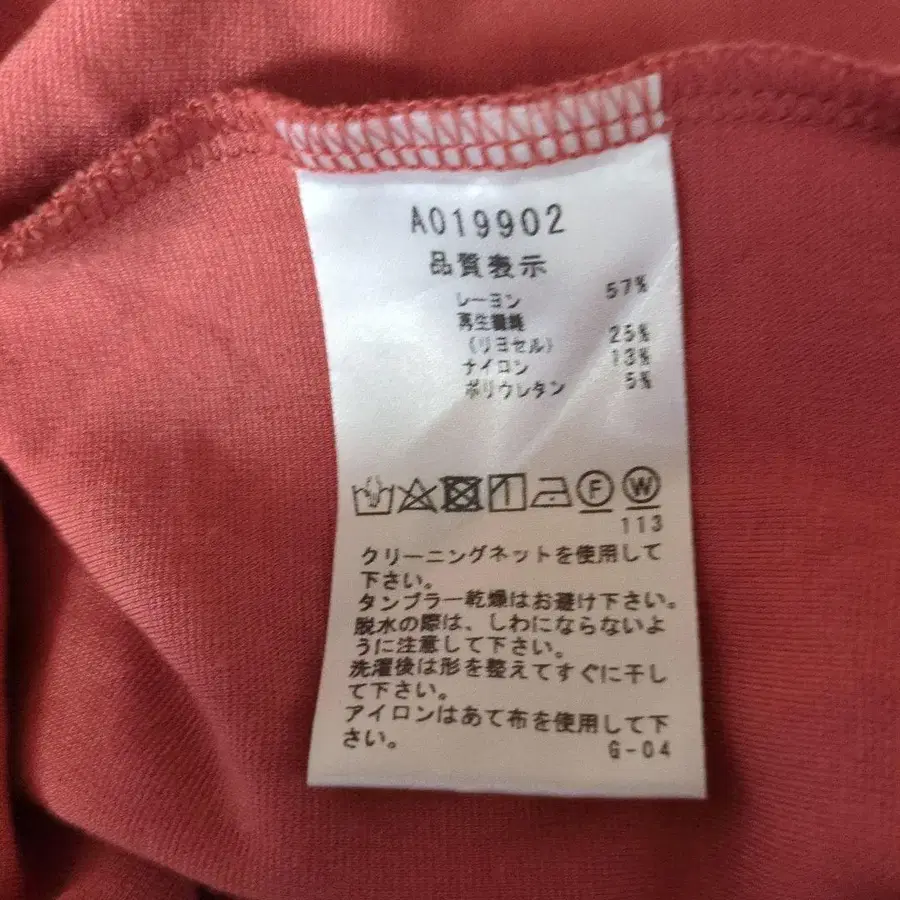 A019902
品質表示
レーヨン 57%
再生繊維
(リヨセル) 25%
ナイロン 13%
ポリウレタン 5%
F W
113
クリーニングネットを使用して
下さい。
タンブラー乾燥はお避け下さい。
脱水の際は、しわにならないよ
うに注意して下さい。
洗濯後は形を整えてすぐに干し
て下さい。
アイロンはあて布を使用して下
さい。
G-04